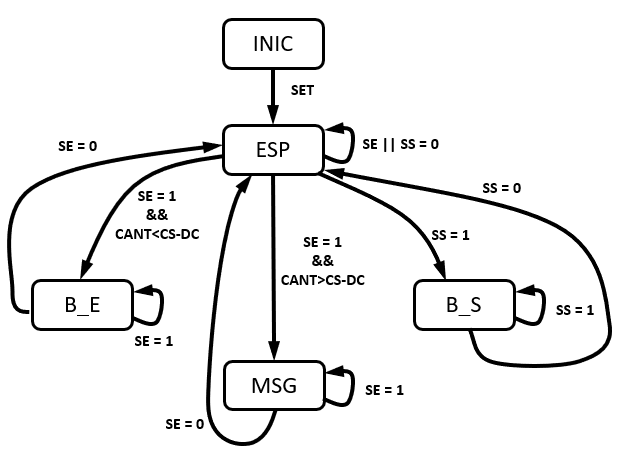 INIC
SET
ESP
SE || SS = 0
SE = 0
SE = 1
&&
CANT<CS-DC
SE = 1
&&
CANT>CS-DC
SS = 1
SS = 0
B_E
SE = 1
B_S
SS = 1
MSG
SE = 1
SE = 0